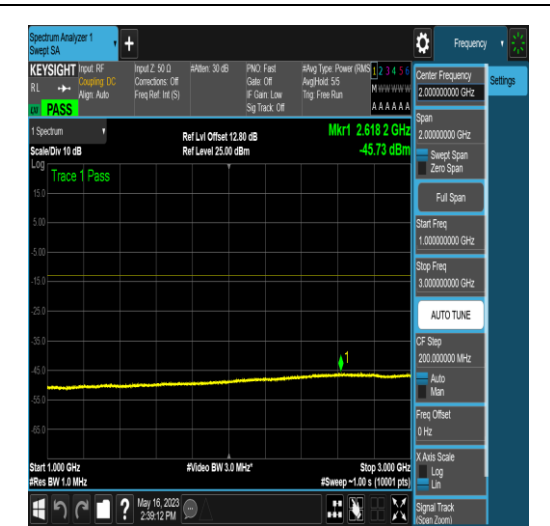 Spectrum Analyzer 1
Swept SA
+
Frequency
KEYSIGHT
RL
LM
PASS
Input: RF
Coupling: DC
Align: Auto
Input Z: 50 Ω
Corrections: Off
Freq Ref: Int (S)
#Atten: 30 dB
PNO: Fast
Gate: Off
IF Gain: Low
Sig Track: Off
#Avg Type: Power (RMS
Avg|Hold: 5/5
Trig: Free Run
1 2 3 4 5 6
M W W W W W
A A A A A A
1 Spectrum
Scale/Div 10 dB
Log
Ref Lvl Offset 12.80 dB
Ref Level 25.00 dBm
Mkr1 2.618 2 GHz
-45.73 dBm
Trace 1 Pass
15.0
5.00
-5.00
-15.0
-25.0
-35.0
-45.0
-55.0
-65.0
1
Start 1.000 GHz
#Res BW 1.0 MHz
#Video BW 3.0 MHz*
Stop 3.000 GHz
#Sweep ~1.00 s (10001 pts)
May 16, 2023
2:39:12 PM
?
Center Frequency
2.000000000 GHz
Settings
Span
2.00000000 GHz
Swept Span
Zero Span
Full Span
Start Freq
1.000000000 GHz
Stop Freq
3.000000000 GHz
AUTO TUNE
CF Step
200.000000 MHz
Auto
Man
Freq Offset
0 Hz
X Axis Scale
Log
Lin
Signal Track
(Span Zoom)